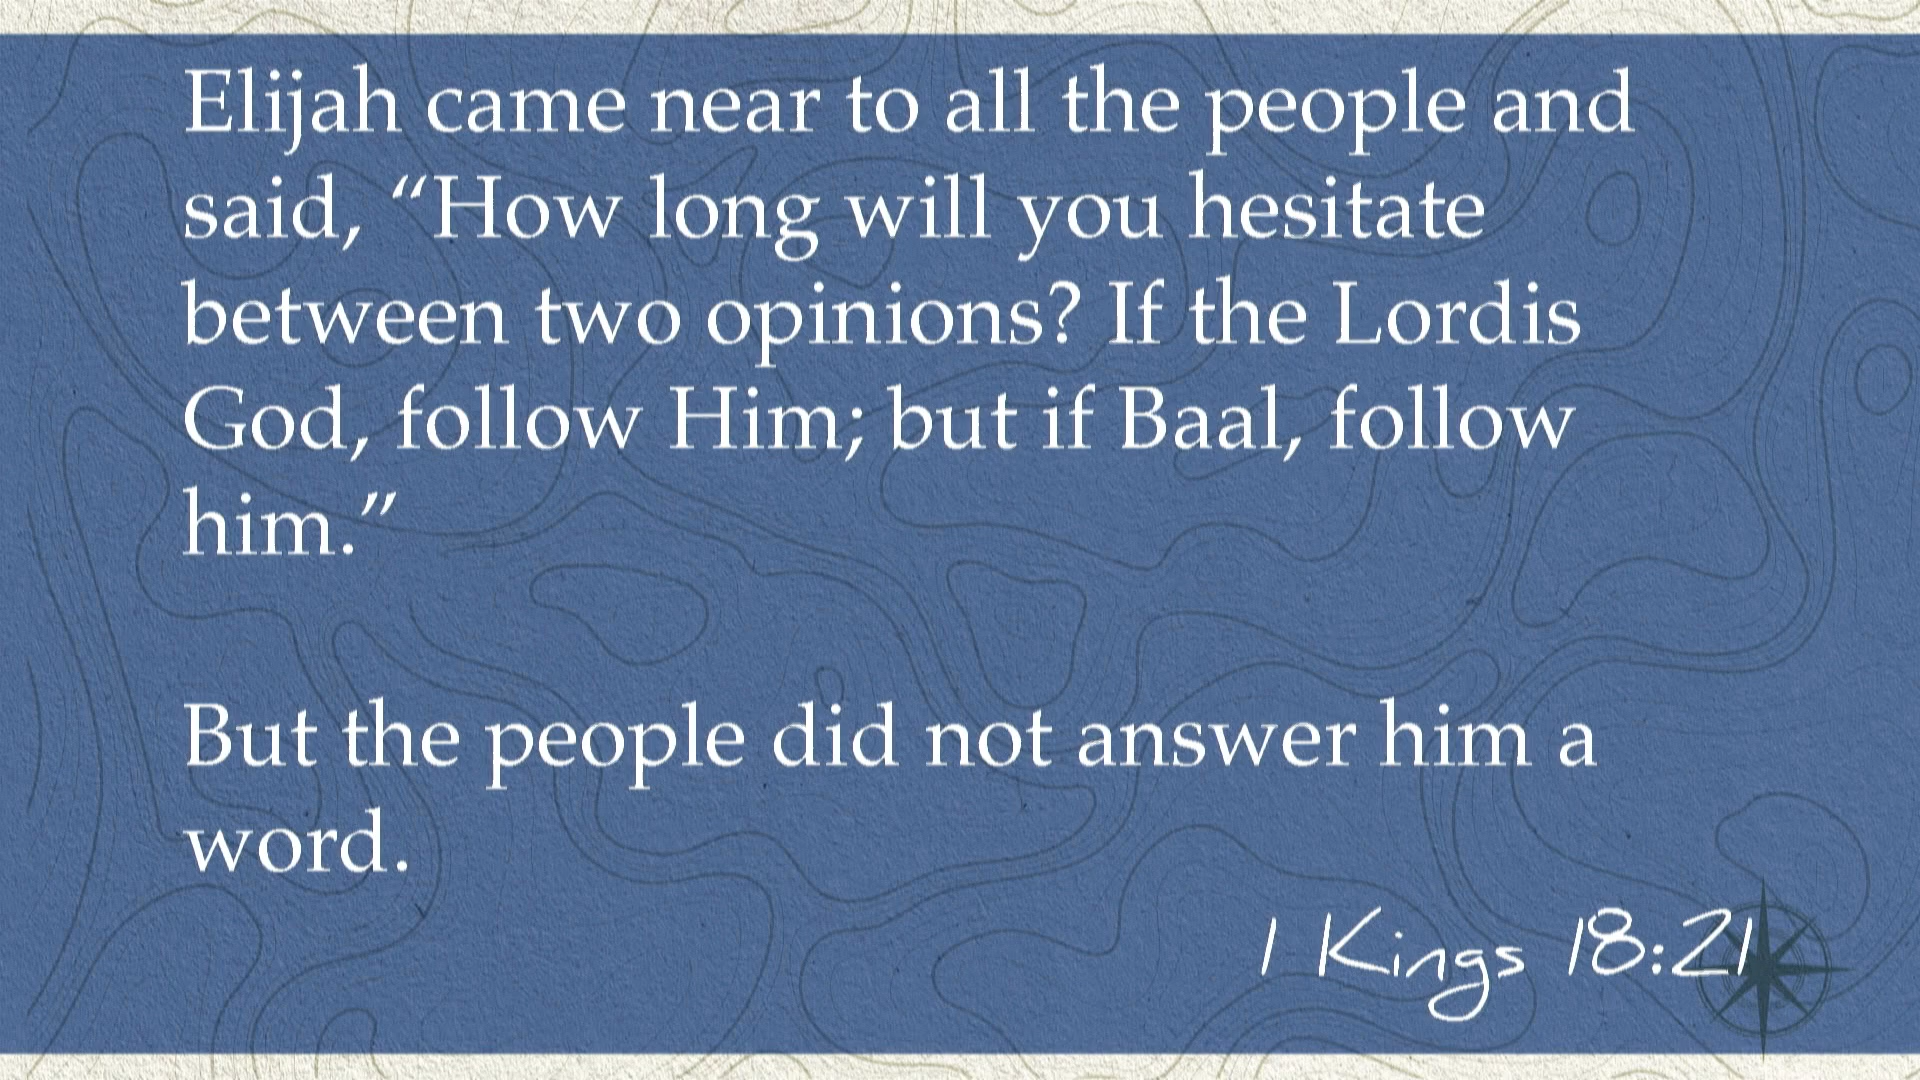 Elijah came near to all the people and
said, “How long will you hesitate
between two opinions? If the Lordis
God, follow Him; but if Baal, follow
him.”
But the people did not answer him a
word.
1 Kings 18:21